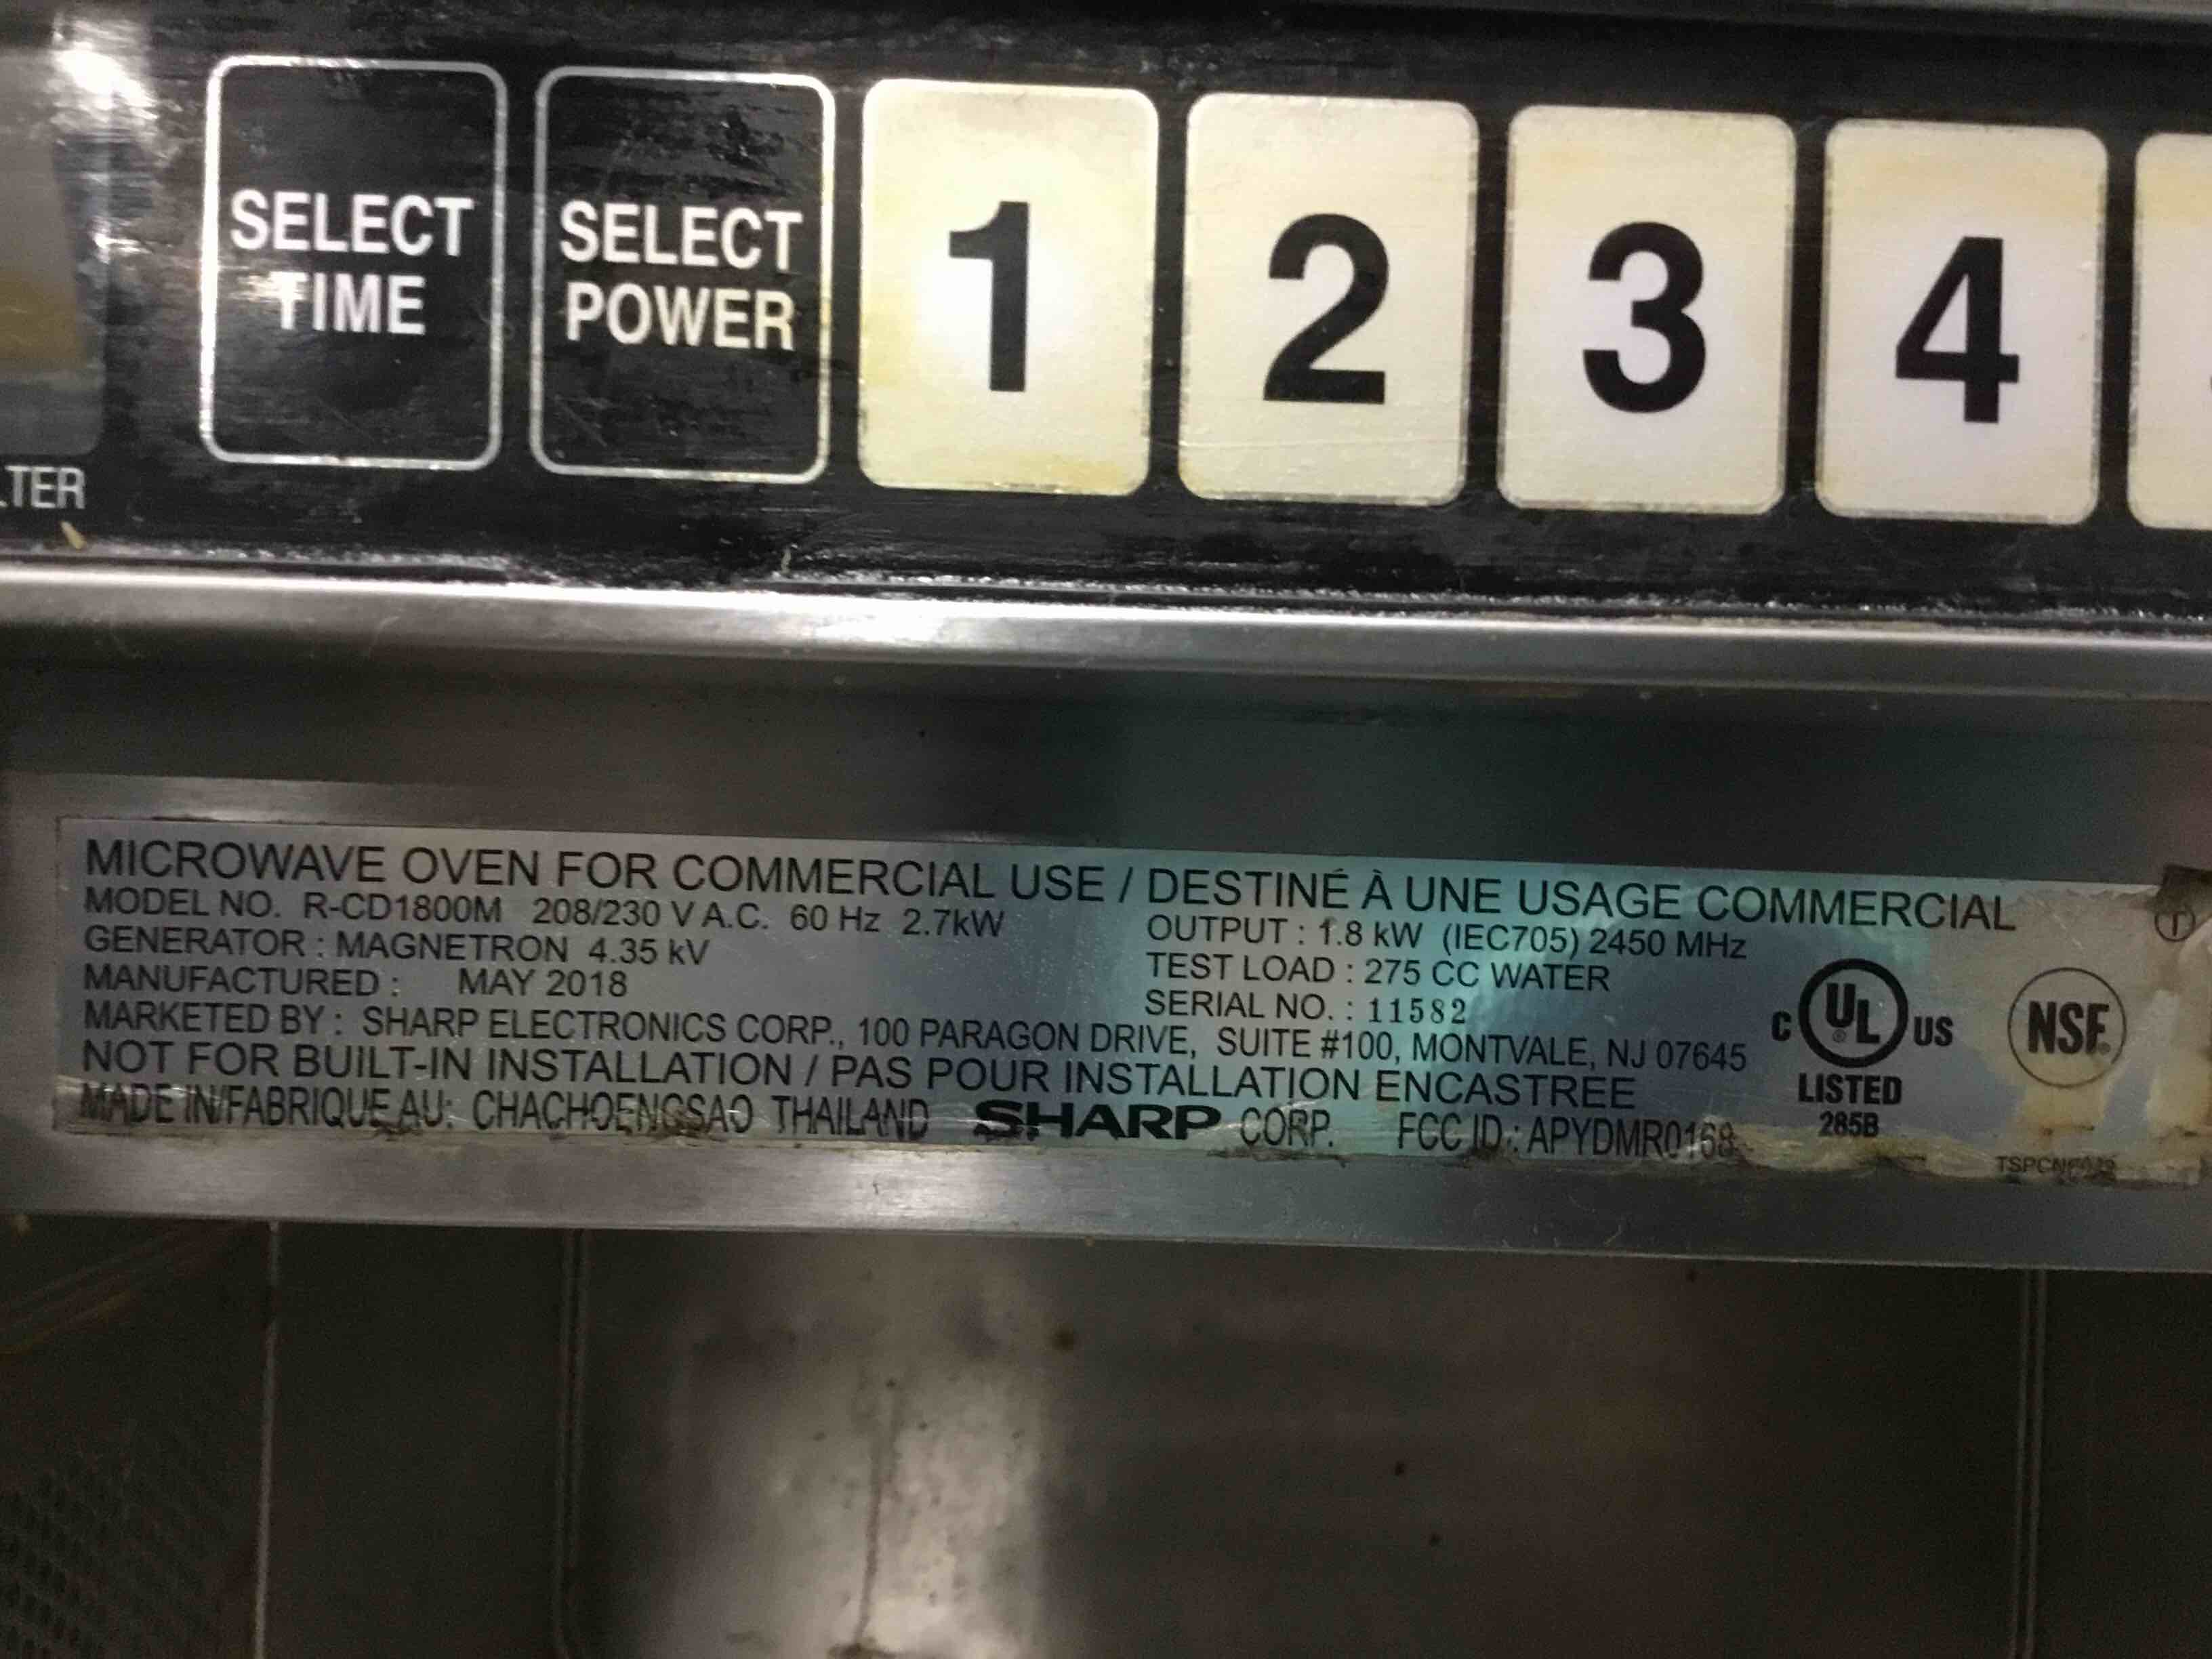 SELECT TIME
SELECT POWER
1 2 3 4
LTER
MICROWAVE OVEN FOR COMMERCIAL USE / DESTINÉ À UNE USAGE COMMERCIAL
MODEL NO. R-CD1800M 208/230 V A.C. 60 Hz 2.7kW
OUTPUT : 1.8 kW (IEC705) 2450 MHz
GENERATOR : MAGNETRON 4.35 kV
TEST LOAD : 275 CC WATER
MANUFACTURED : MAY 2018
SERIAL NO. : 11582
MARKETED BY : SHARP ELECTRONICS CORP., 100 PARAGON DRIVE, SUITE #100, MONTVALE, NJ 07645
NOT FOR BUILT-IN INSTALLATION / PAS POUR INSTALLATION ENCASTREE
MADE IN/FABRIQUE AU: CHACHOENGSAO THAILAND SHARP CORP. FCC ID.: APYDMR0168
C UL US
LISTED
285B
NSF